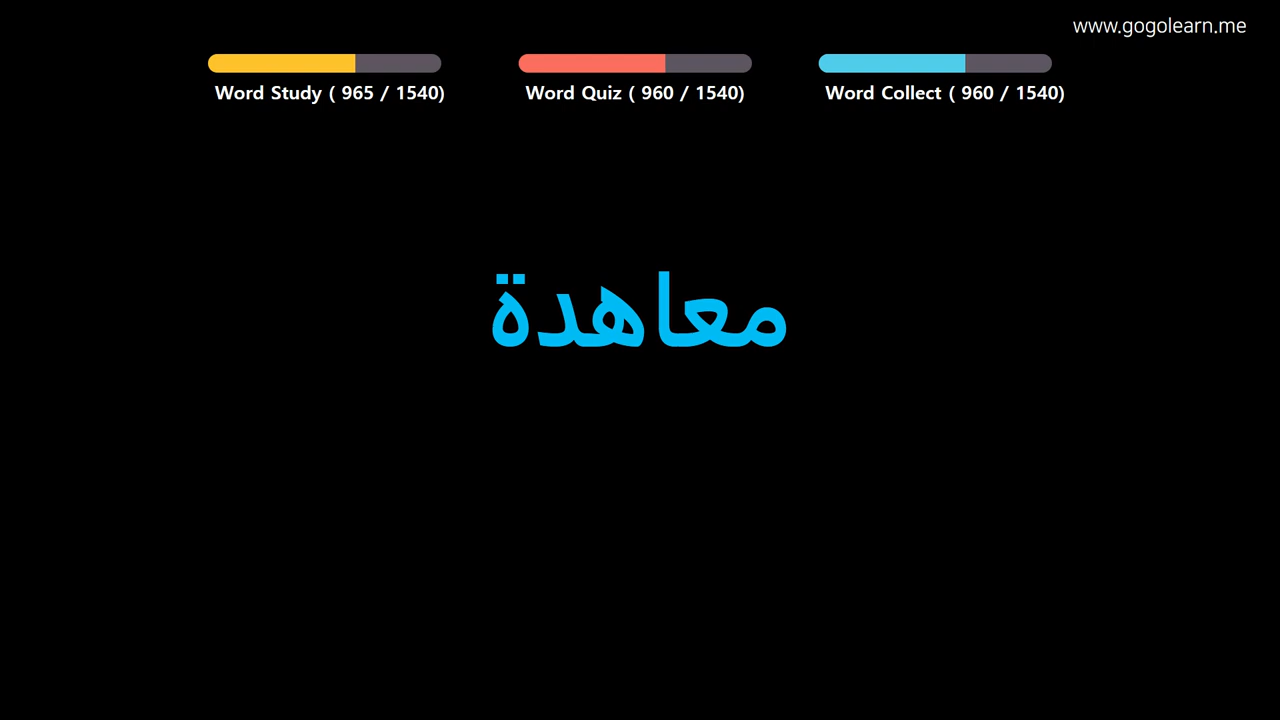 www.gogolearn.me
Word Study ( 965 / 1540)
Word Quiz ( 960 / 1540)
Word Collect ( 960 / 1540)
معاهدة